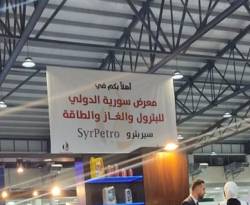 أهلاً بكم في
معرض سورية الدولي
للبترول والغاز والطاقة
سيربترو SyrPetro